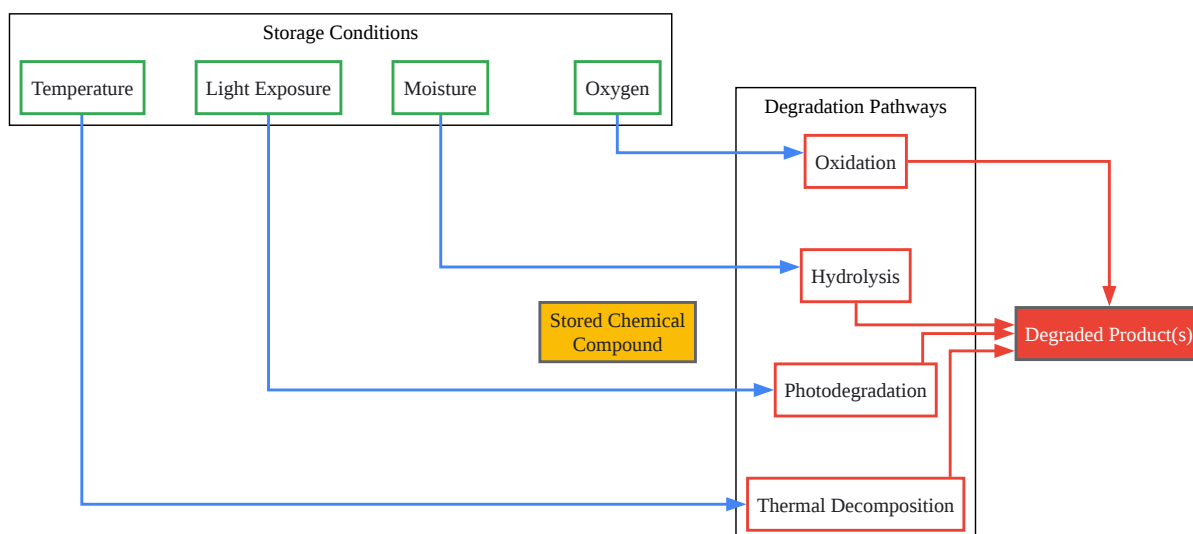 Storage Conditions
Temperature
Light Exposure
Moisture
Oxygen
Degradation Pathways
Oxidation
Hydrolysis
Stored Chemical
Compound
Degraded Product(s)
Photodegradation
Thermal Decomposition